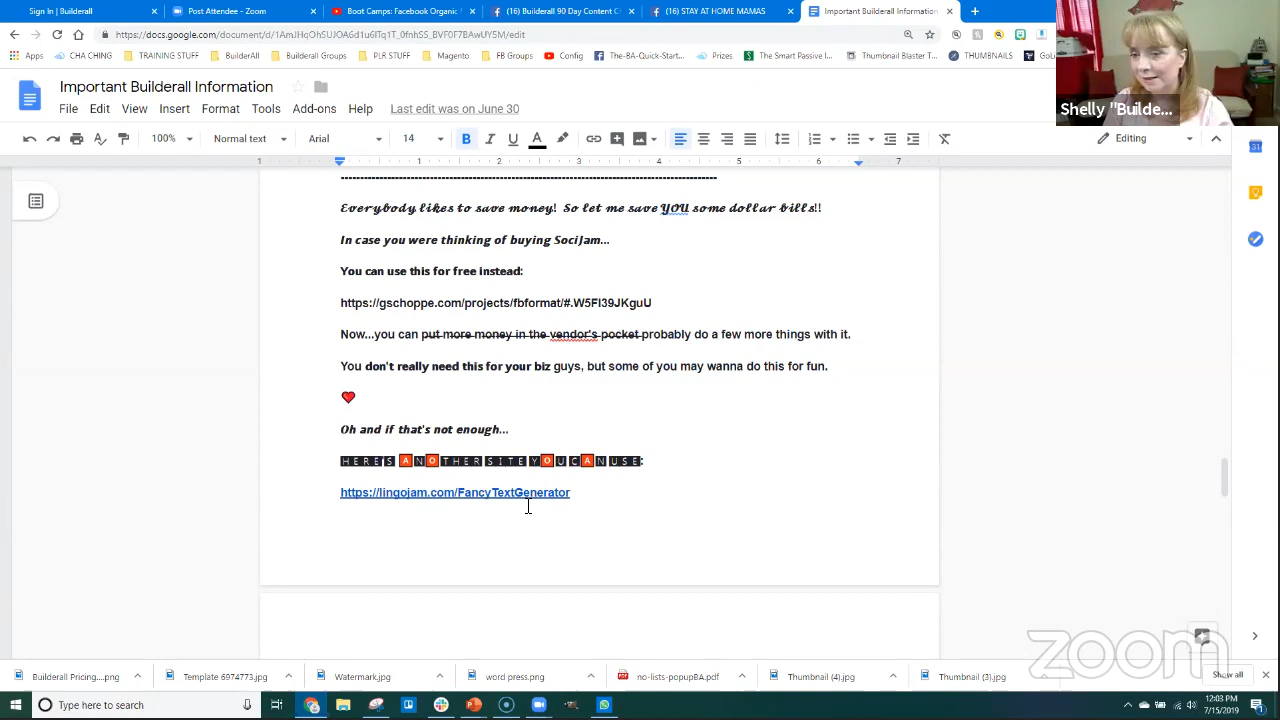 Sign In | Builderall
Post Attendee - Zoom
Boot Camps: Facebook Organic
(16) Builderall 90 Day Content C
(16) STAY AT HOME MAMAS
Important Builderall Information
https://docs.google.com/document/d/
Apps CHA CHING TRAINING STUFF Builderall Groups PLR STUFF Magento FB Groups Config The-BA-Quick-Start... Prizes The Smart Passive I... Thumbnail Blaster T... THUMBNAILS GoLo
Shelly "Builde...
Important Builderall Information
File Edit View Insert Format Tools Add-ons Help Last edit was on June 30
100% Normal text Arial 14 B I U A Editing
1 1 2 3 4 5 6 7
-----------------------------------------------------------------------------------------------
Everybody likes to save money! So let me save YOU some dollar bills!!
In case you were thinking of buying SociJam...
You can use this for free instead:
https://gschoppe.com/projects/fbformat/#.W5FI39JKguU
Now...you can put more money in the vendor's pocket probably do a few more things with it.
You don't really need this for your biz guys, but some of you may wanna do this for fun.
Oh and if that's not enough...
HERE'S ANOTHER SITE YOU CAN USE:
https://lingojam.com/FancyTextGenerator
zoom
Builderall Pricing....png
Template 6974773.jpg
Watermark.jpg
word press.png
no-lists-popupBA.pdf
Thumbnail (4).jpg
Thumbnail (3).jpg
Show all
Type here to search
12:03 PM
7/15/2019